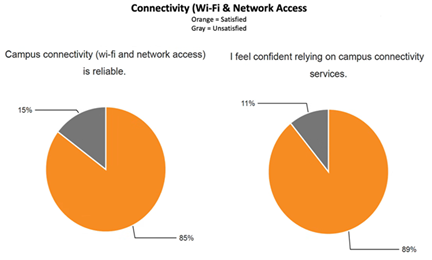 Connectivity (Wi-Fi & Network Access
Orange = Satisfied
Gray = Unsatisfied
Campus connectivity (wi-fi and network access)
is reliable.
15%
85%
I feel confident relying on campus connectivity
services.
11%
89%